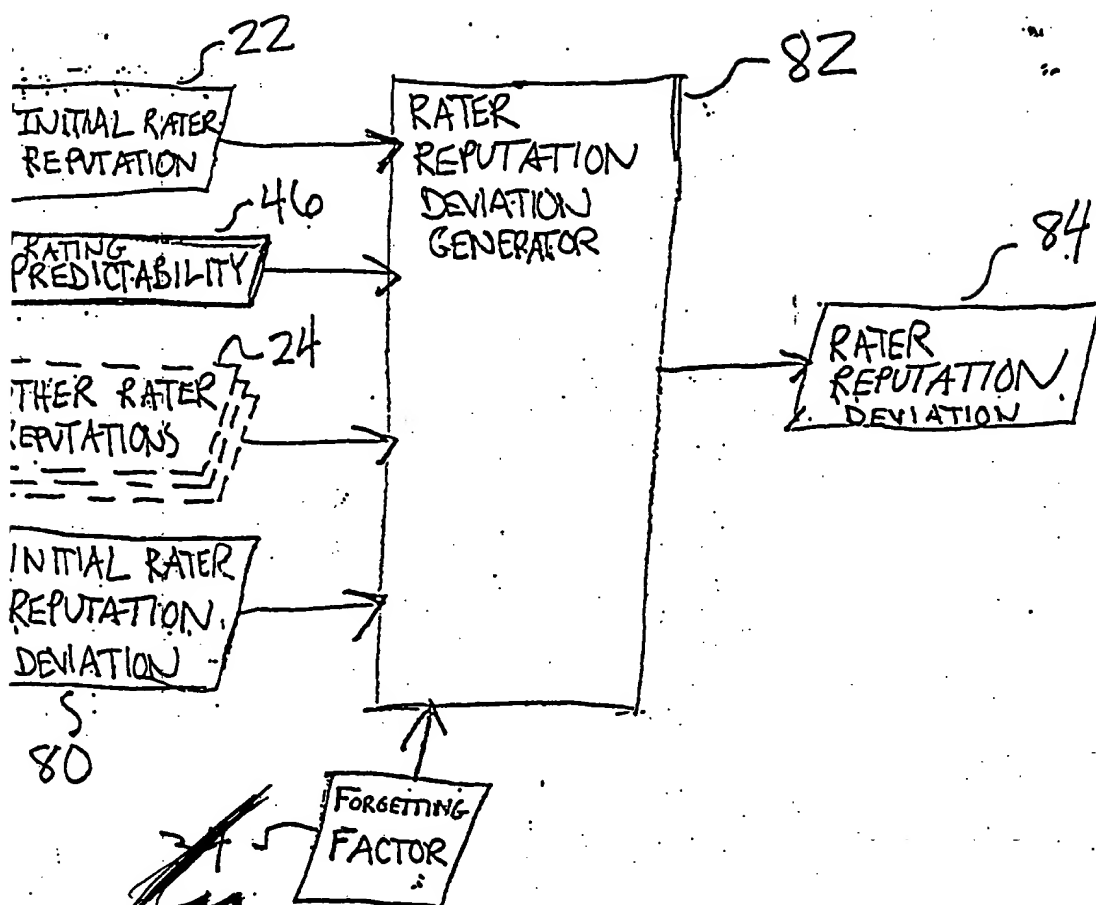 22
INITIAL RATER
REPUTATION
46
RATING
PREDICTABILITY
24
THER RATER
EPUTATIONS
INITIAL RATER
REPUTATION
DEVIATION
80
RATER
REPUTATION
DEVIATION
GENERATOR
82
84
RATER
REPUTATION
DEVIATION
FORGETTING
FACTOR